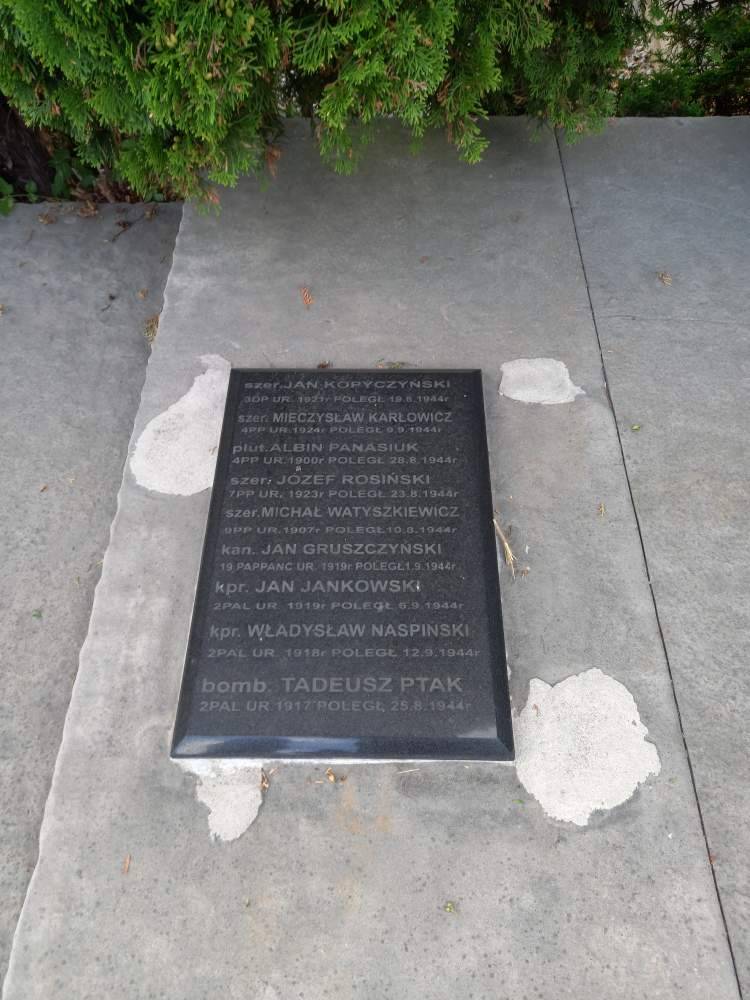 szer. JAN KOPYCZYŃSKI
3DP UR. 1921r POLEGŁ 19.8.1944r
szer. MIECZYSŁAW KARŁOWICZ
4PP UR. 1924r POLEGŁ 9.9.1944r
plut. ALBIN PANASIUK
4PP UR. 1900r POLEGŁ 28.8.1944r
szer. JÓZEF ROSIŃSKI
7PP UR. 1923r POLEGŁ 23.8.1944r
szer. MICHAŁ WATYSZKIEWICZ
9PP UR. 1907r POLEGŁ 10.8.1944r
kan. JAN GRUSZCZYŃSKI
19 PAPPANC UR. 1919r POLEGŁ 1.9.1944r
kpr. JAN JANKOWSKI
2PAL UR. 1919r POLEGŁ 6.9.1944r
kpr. WŁADYSŁAW NASPINSKI
2PAL UR. 1918r POLEGŁ 12.9.1944r
bomb. TADEUSZ PTAK
2PAL UR. 1917 POLEGŁ 25.8.1944r